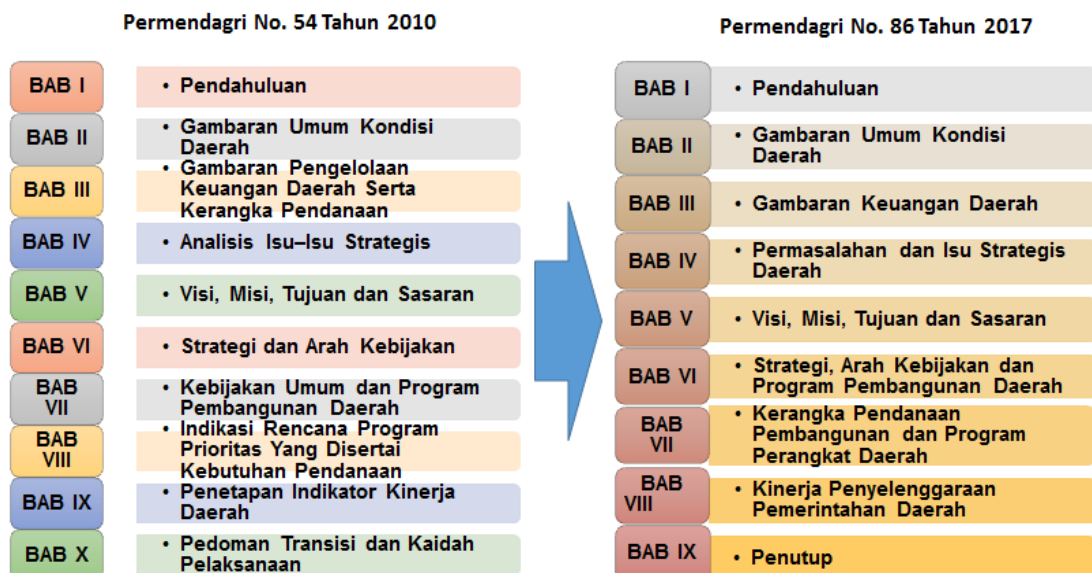 Permendagri No. 54 Tahun 2010
BAB I
• Pendahuluan
BAB II
• Gambaran Umum Kondisi
Daerah
BAB III
• Gambaran Pengelolaan
Keuangan Daerah Serta
Kerangka Pendanaan
BAB IV
• Analisis Isu–Isu Strategis
BAB V
• Visi, Misi, Tujuan dan Sasaran
BAB VI
• Strategi dan Arah Kebijakan
BAB
VII
• Kebijakan Umum dan Program
Pembangunan Daerah
BAB
VIII
• Indikasi Rencana Program
Prioritas Yang Disertai
Kebutuhan Pendanaan
BAB IX
• Penetapan Indikator Kinerja
Daerah
BAB X
• Pedoman Transisi dan Kaidah
Pelaksanaan
Permendagri No. 86 Tahun 2017
BAB I
• Pendahuluan
BAB II
• Gambaran Umum Kondisi
Daerah
BAB III
• Gambaran Keuangan Daerah
BAB IV
• Permasalahan dan Isu Strategis
Daerah
BAB V
• Visi, Misi, Tujuan dan Sasaran
BAB VI
• Strategi, Arah Kebijakan dan
Program Pembangunan Daerah
BAB
VII
• Kerangka Pendanaan
Pembangunan dan Program
Perangkat Daerah
BAB
VIII
• Kinerja Penyelenggaraan
Pemerintahan Daerah
BAB IX
• Penutup